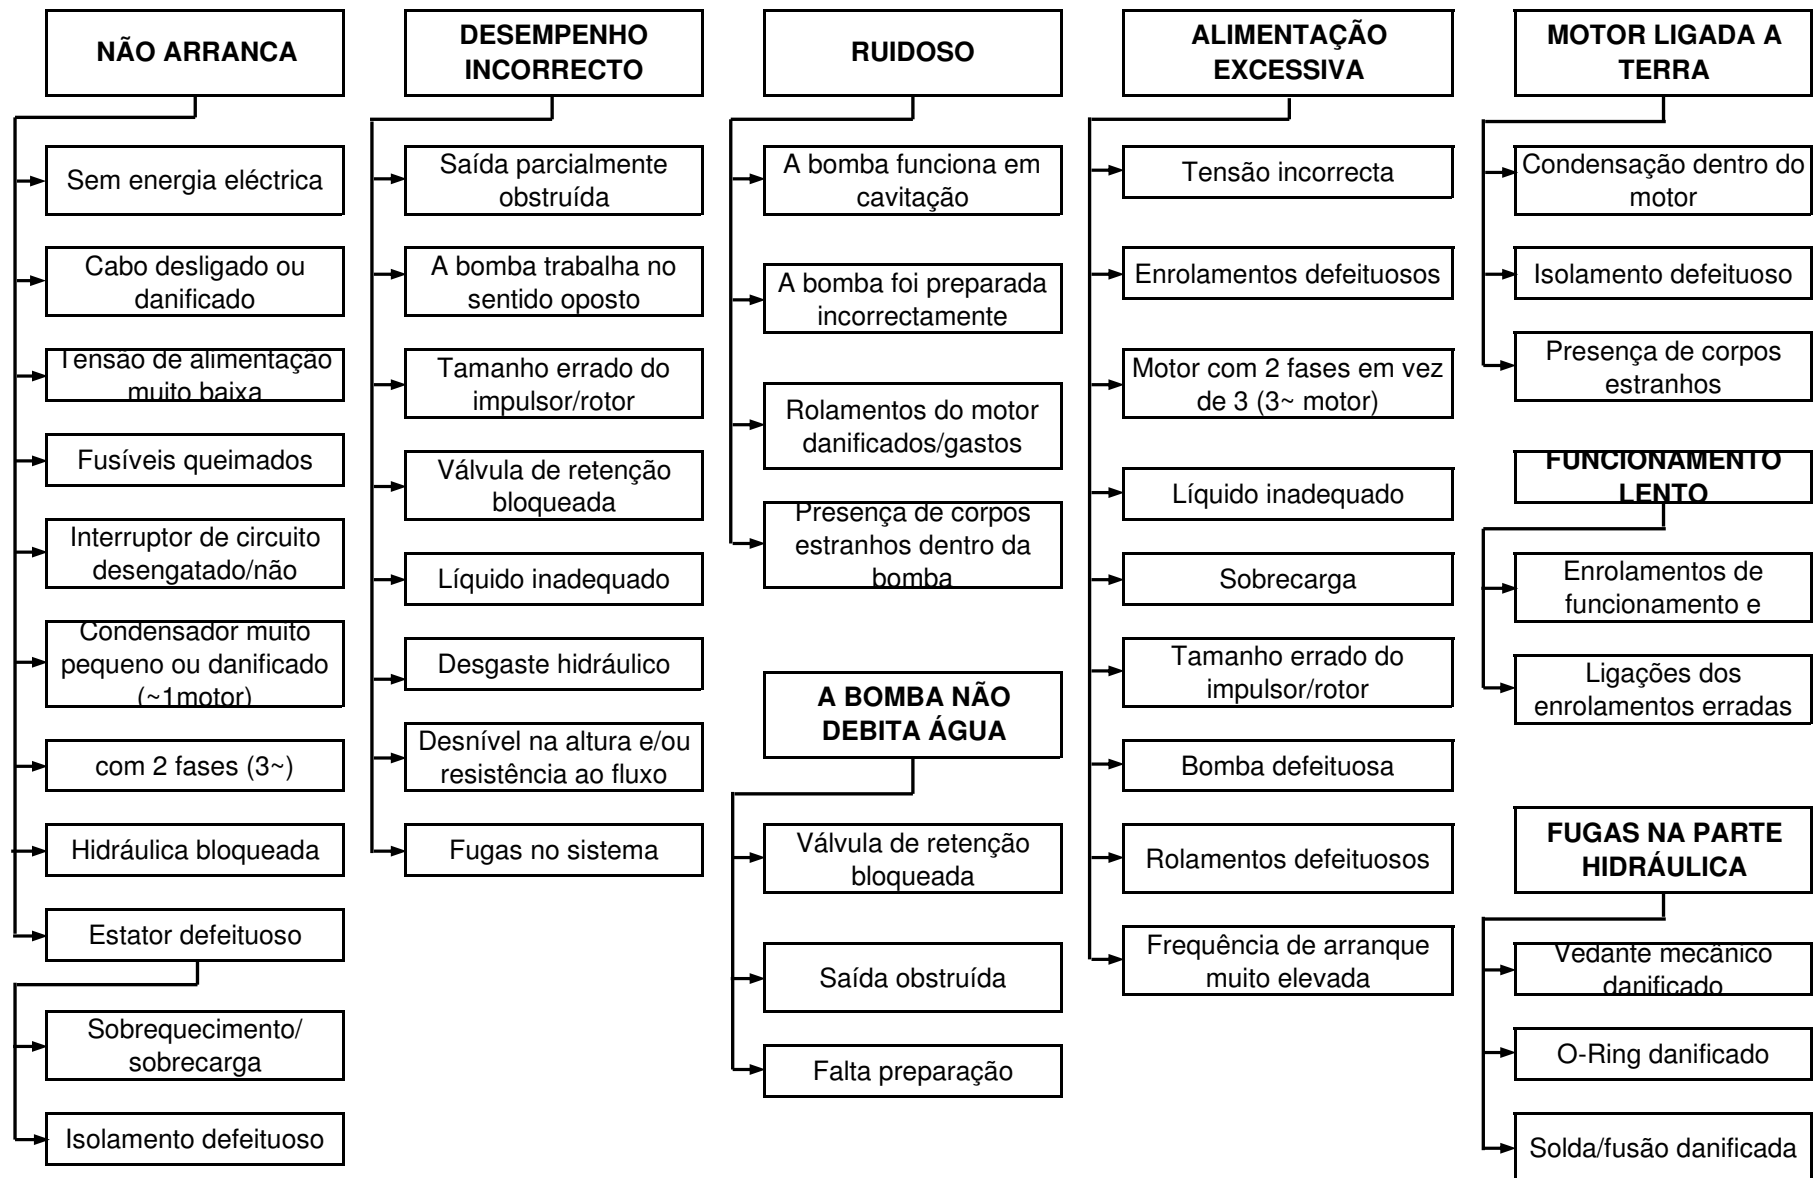 NÃO ARRANCA
Sem energia eléctrica
Cabo desligado ou
danificado
Tensão de alimentação
muito baixa
Fusíveis queimados
Interruptor de circuito
desengatado/não
Condensador muito
pequeno ou danificado
(~1motor)
com 2 fases (3~)
Hidráulica bloqueada
Estator defeituoso
Sobrequecimento/
sobrecarga
Isolamento defeituoso
DESEMPENHO
INCORRECTO
Saída parcialmente
obstruída
A bomba trabalha no
sentido oposto
Tamanho errado do
impulsor/rotor
Válvula de retenção
bloqueada
Líquido inadequado
Desgaste hidráulico
Desnível na altura e/ou
resistência ao fluxo
Fugas no sistema
RUIDOSO
A bomba funciona em
cavitação
A bomba foi preparada
incorrectamente
Rolamentos do motor
danificados/gastos
Presença de corpos
estranhos dentro da
bomba
A BOMBA NÃO
DEBITA ÁGUA
Válvula de retenção
bloqueada
Saída obstruída
Falta preparação
ALIMENTAÇÃO
EXCESSIVA
Tensão incorrecta
Enrolamentos defeituosos
Motor com 2 fases em vez
de 3 (3~ motor)
Líquido inadequado
Sobrecarga
Tamanho errado do
impulsor/rotor
Bomba defeituosa
Rolamentos defeituosos
Frequência de arranque
muito elevada
MOTOR LIGADA A
TERRA
Condensação dentro do
motor
Isolamento defeituoso
Presença de corpos
estranhos
FUNCIONAMENTO
LENTO
Enrolamentos de
funcionamento e
Ligações dos
enrolamentos erradas
FUGAS NA PARTE
HIDRÁULICA
Vedante mecânico
danificado
O-Ring danificado
Solda/fusão danificada